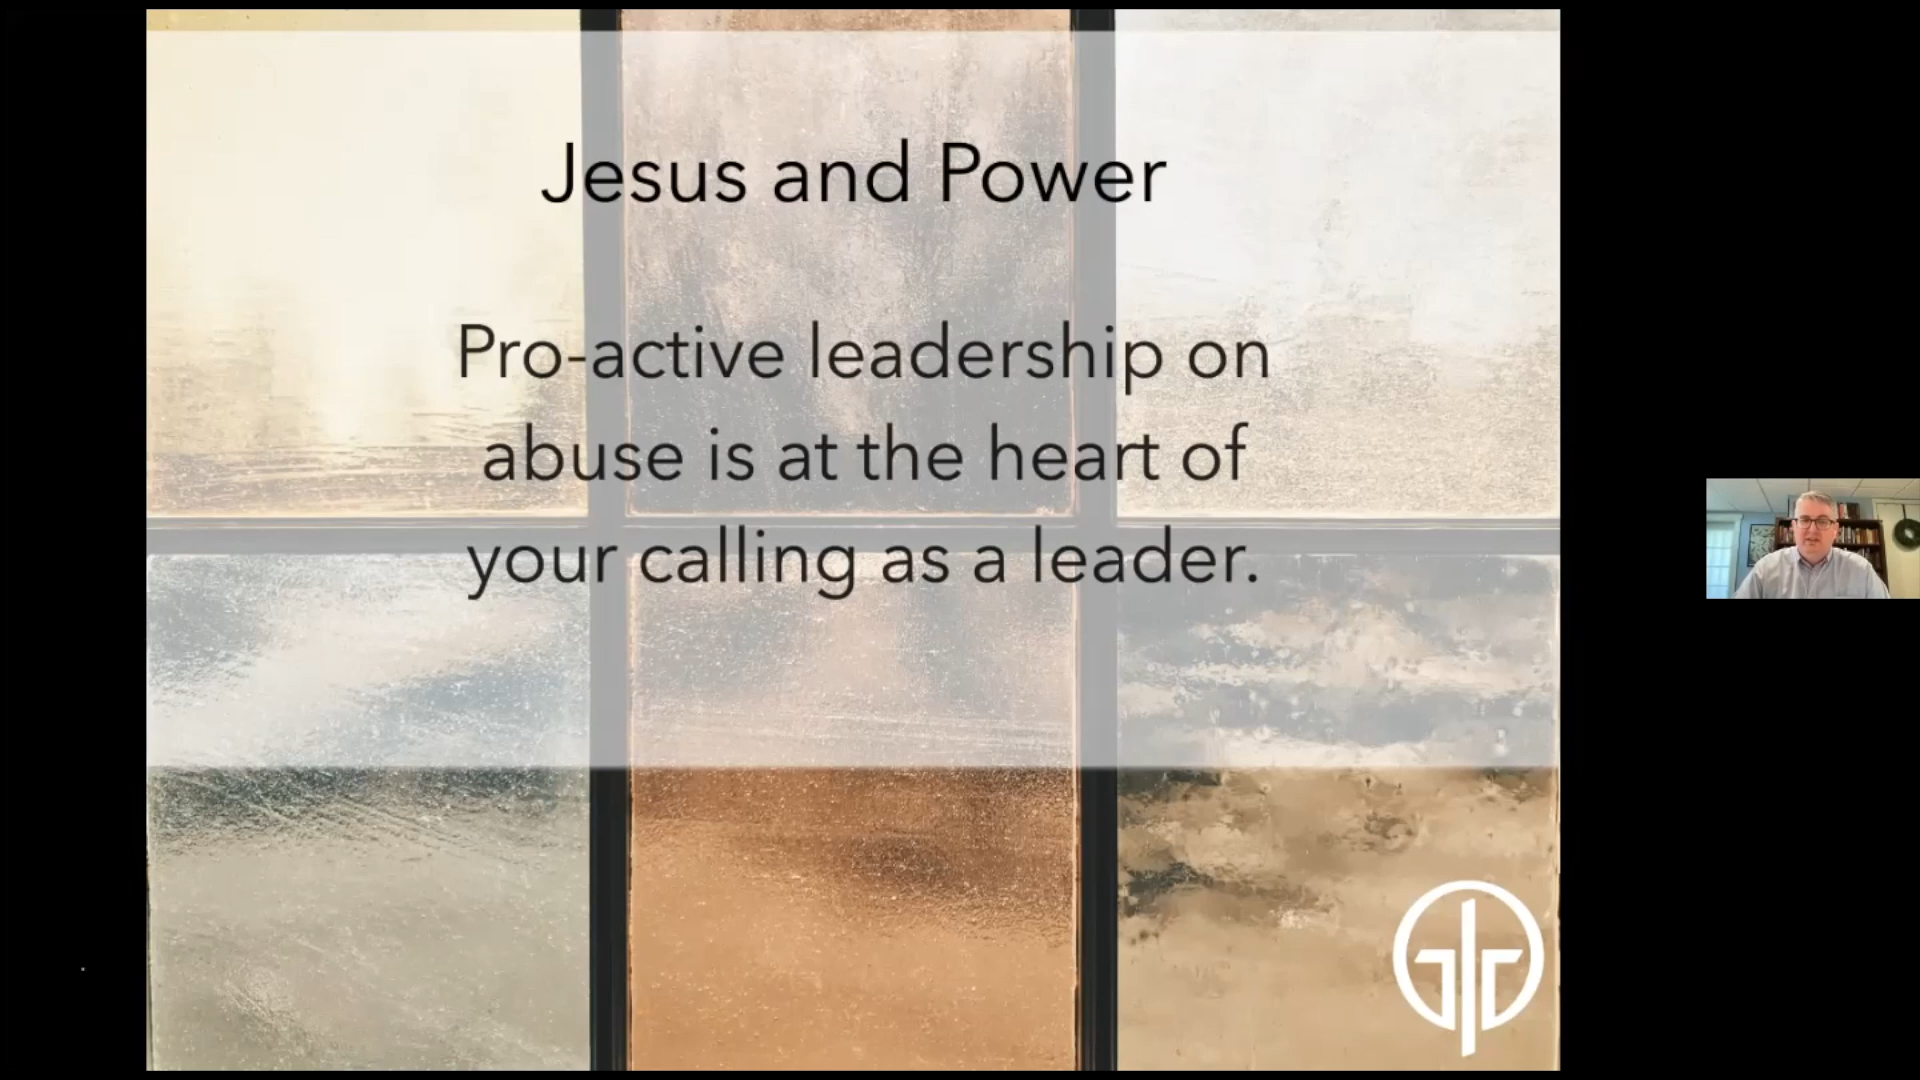 Jesus and Power
Pro-active leadership on
abuse is at the heart of
your calling as a leader.